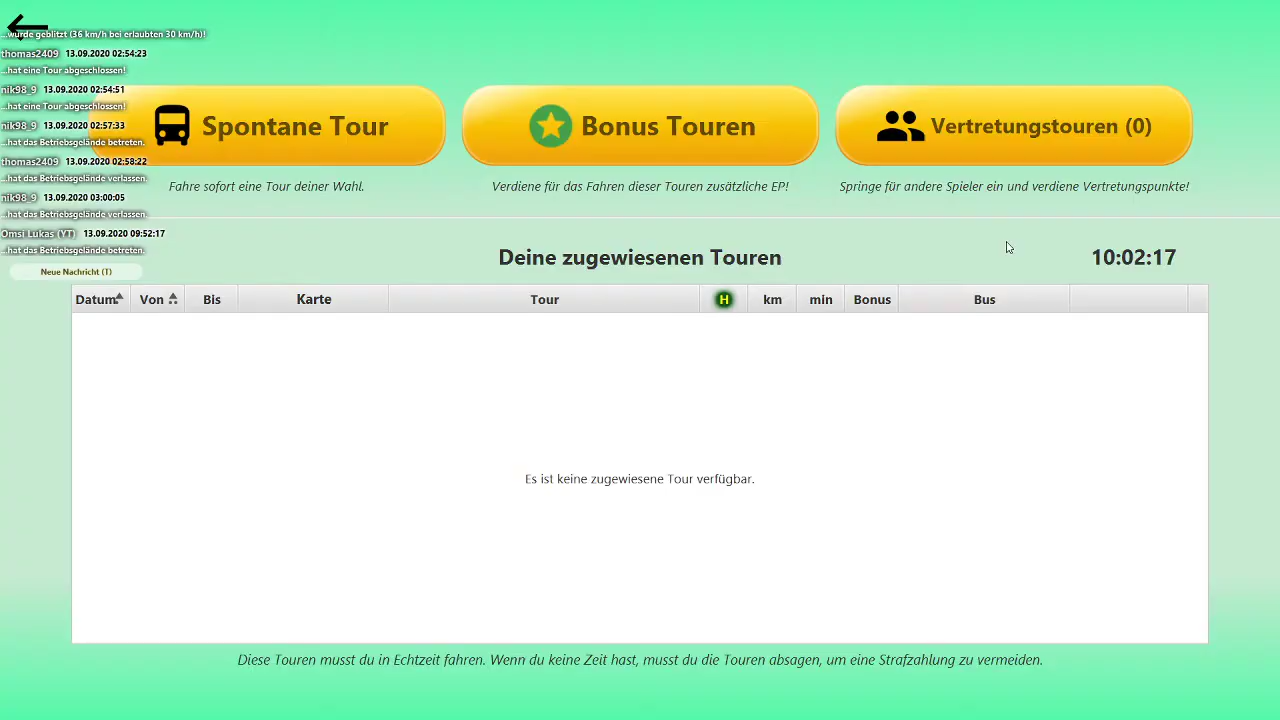 ...wurde geblitzt (36 km/h bei erlaubten 30 km/h)!
thomas2409 13.09.2020 02:54:23
...hat eine Tour abgeschlossen!
nik98_9 13.09.2020 02:54:51
...hat eine Tour abgeschlossen!
nik98_9 13.09.2020 02:57:33
...hat das Betriebsgelände betreten.
thomas2409 13.09.2020 02:58:22
...hat das Betriebsgelände verlassen.
nik98_9 13.09.2020 03:00:05
...hat das Betriebsgelände verlassen.
Omsi Lukas (YT) 13.09.2020 09:52:17
...hat das Betriebsgelände betreten.
Neue Nachricht (T)
Spontane Tour
Fahre sofort eine Tour deiner Wahl.
Bonus Touren
Verdiene für das Fahren dieser Touren zusätzliche EP!
Vertretungstouren (0)
Springe für andere Spieler ein und verdiene Vertretungspunkte!
Deine zugewiesenen Touren
10:02:17
Datum Von Bis Karte Tour H km min Bonus Bus
Es ist keine zugewiesene Tour verfügbar.
Diese Touren musst du in Echtzeit fahren. Wenn du keine Zeit hast, musst du die Touren absagen, um eine Strafzahlung zu vermeiden.